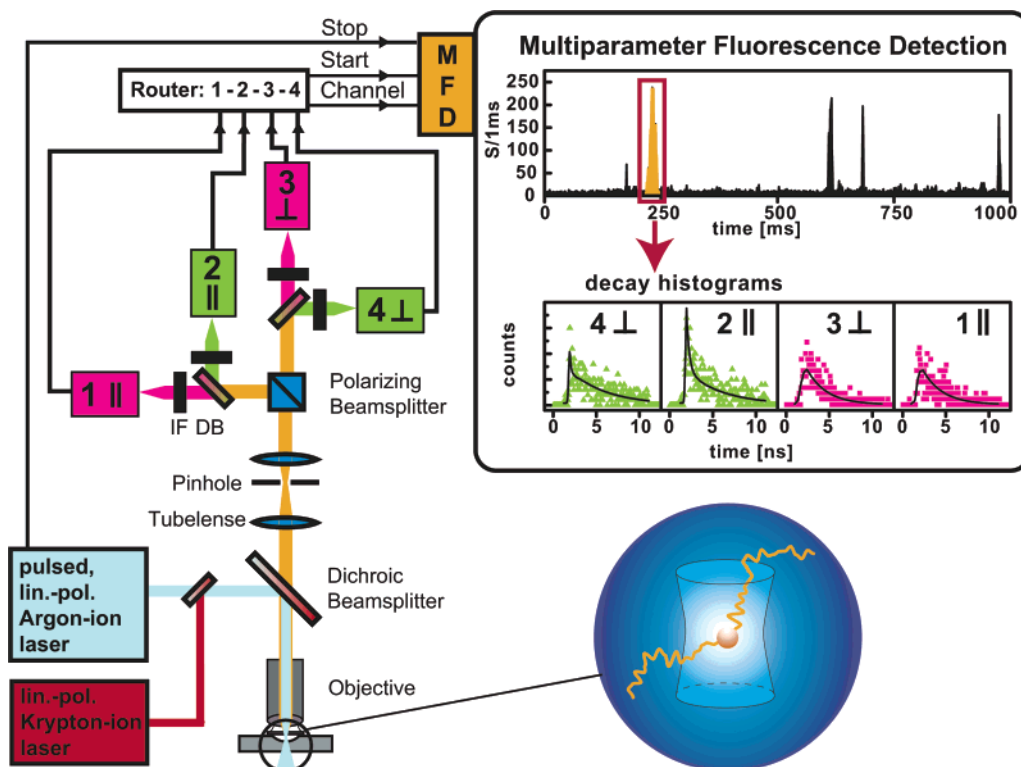 Stop
Start
Channel
Router: 1 - 2 - 3 - 4
M
F
D
3
⊥
2
||
4 ⊥
1 ||
IF DB
Polarizing
Beamsplitter
Pinhole
Tubelense
pulsed,
lin.-pol.
Argon-ion
laser
Dichroic
Beamsplitter
lin.-pol.
Krypton-ion
laser
Objective
Multiparameter Fluorescence Detection
S/1ms
250
200
150
100
50
0
0 250 500 750 1000
time [ms]
decay histograms
counts
4 ⊥ 2 || 3 ⊥ 1 ||
0 5 10 0 5 10 0 5 10 0 5 10
time [ns]